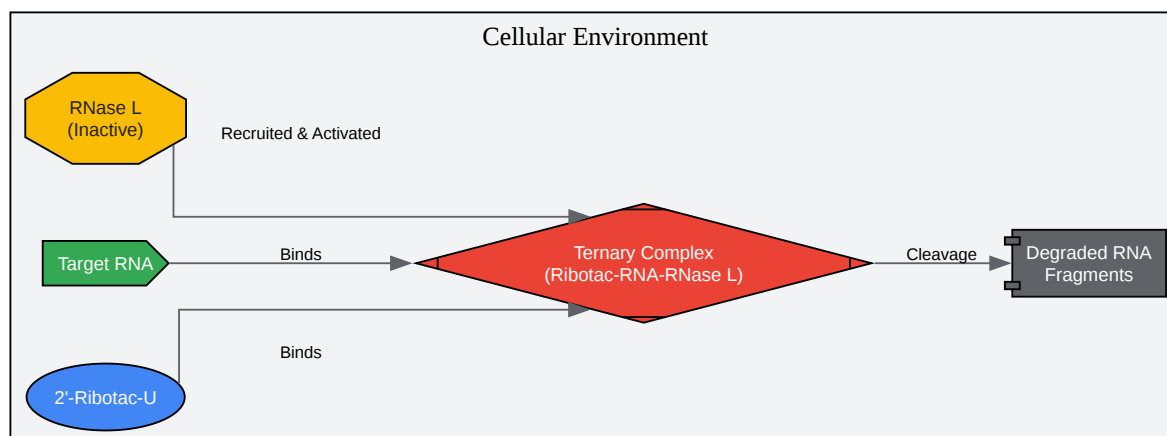 Cellular Environment
RNase L
(Inactive)
Recruited & Activated
Target RNA
Binds
Ternary Complex
(Ribotac-RNA-RNase L)
Cleavage
Degraded RNA
Fragments
Binds
2'-Ribotac-U